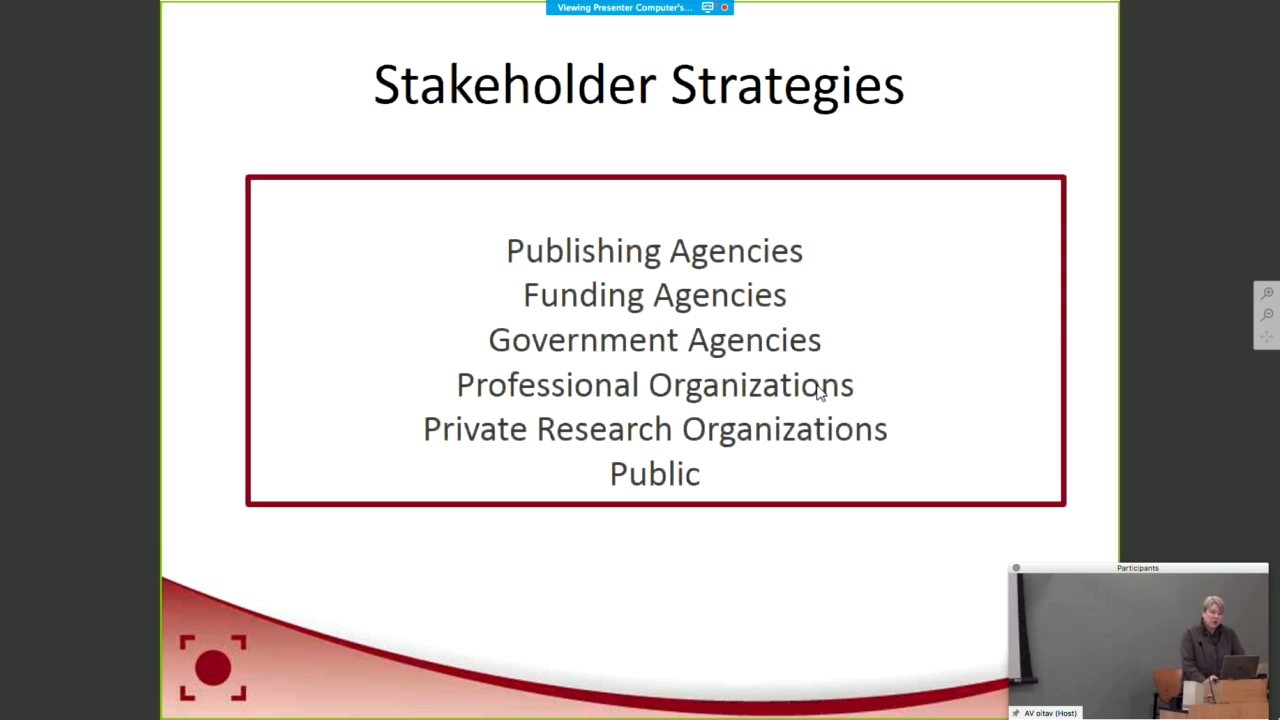 Viewing Presenter Computer's...
Stakeholder Strategies
Publishing Agencies
Funding Agencies
Government Agencies
Professional Organizations
Private Research Organizations
Public
Participants
AV oitav (Host)